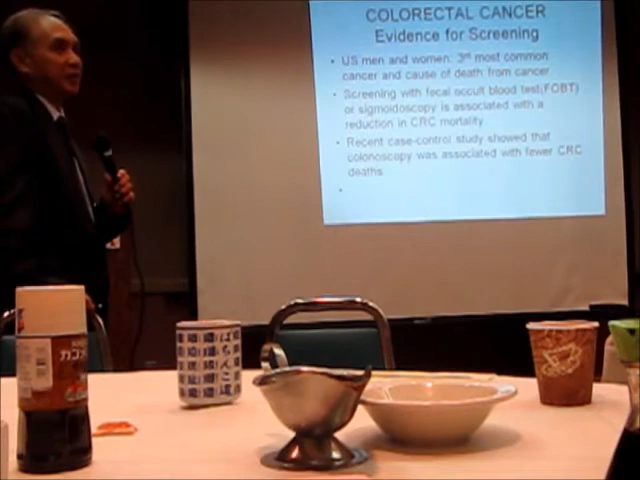 COLORECTAL CANCER
Evidence for Screening
• US men and women: 3rd most common
cancer and cause of death from cancer
• Screening with fecal occult blood test(FOBT)
or sigmoidoscopy is associated with a
reduction in CRC mortality
• Recent case-control study showed that
colonoscopy was associated with fewer CRC
deaths
•
カゴメ